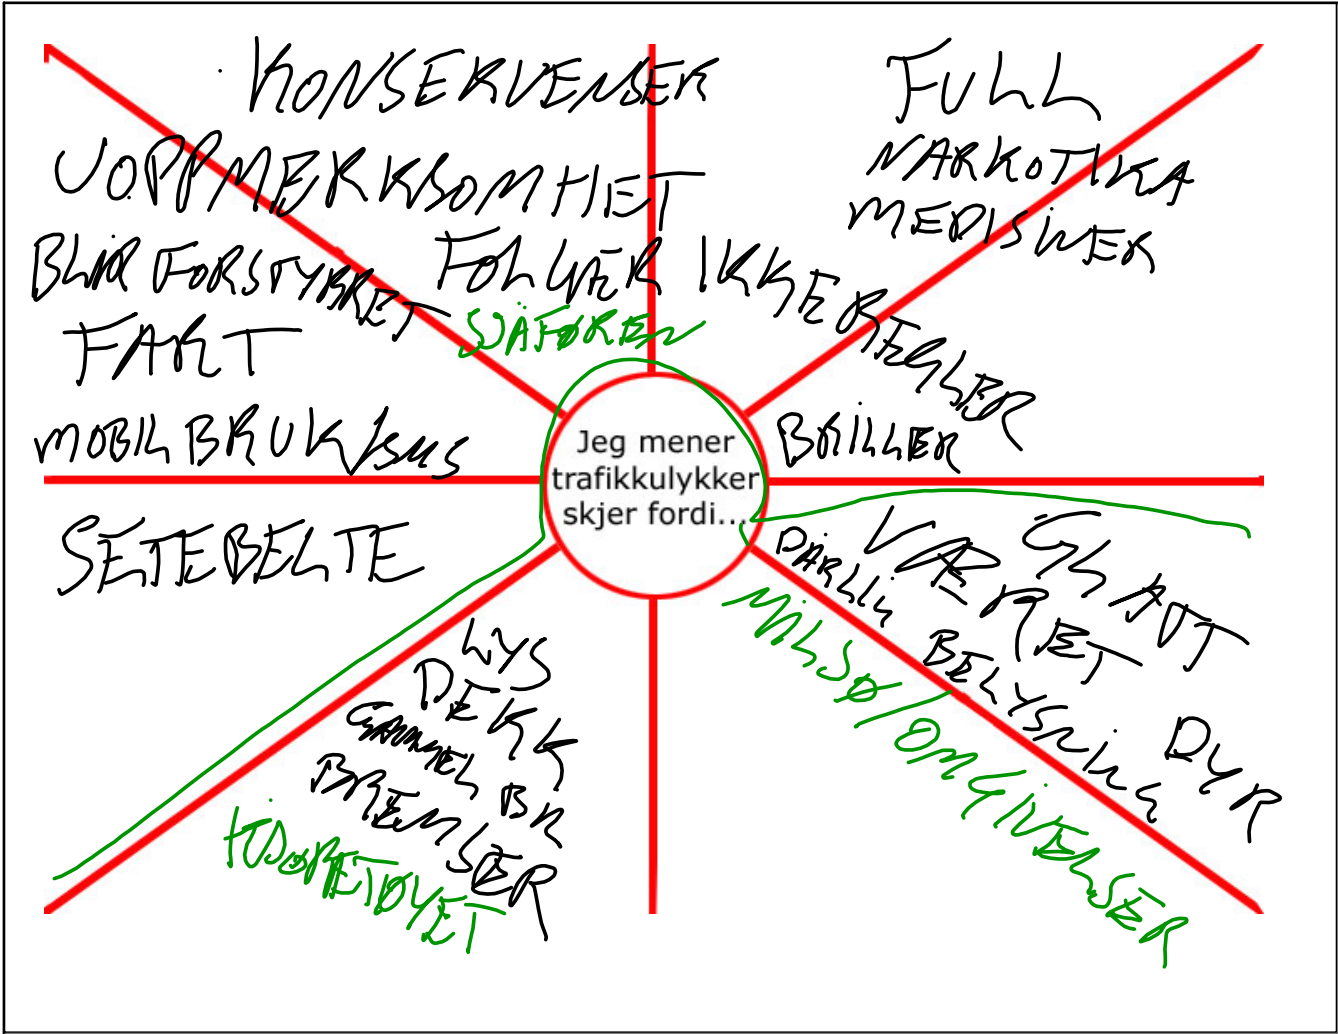 KONSEKVENSER
FULL
NARKOTIKA
MEDISINER
UOPPMERKSOMHET
BLIR FORSTYRRET
FØLGER IKKE REGLER
SJÅFØREN
FART
MOBILBRUK/SMS
BRILLER
Jeg mener
trafikkulykker
skjer fordi...
SETEBELTE
GLATT
VÆRET
DÅRLIG BELYSNING
DYR
MILJØ/OMGIVELSER
LYS
DEKK
GAMMEL BIL
BREMSER
KJØRETØYET